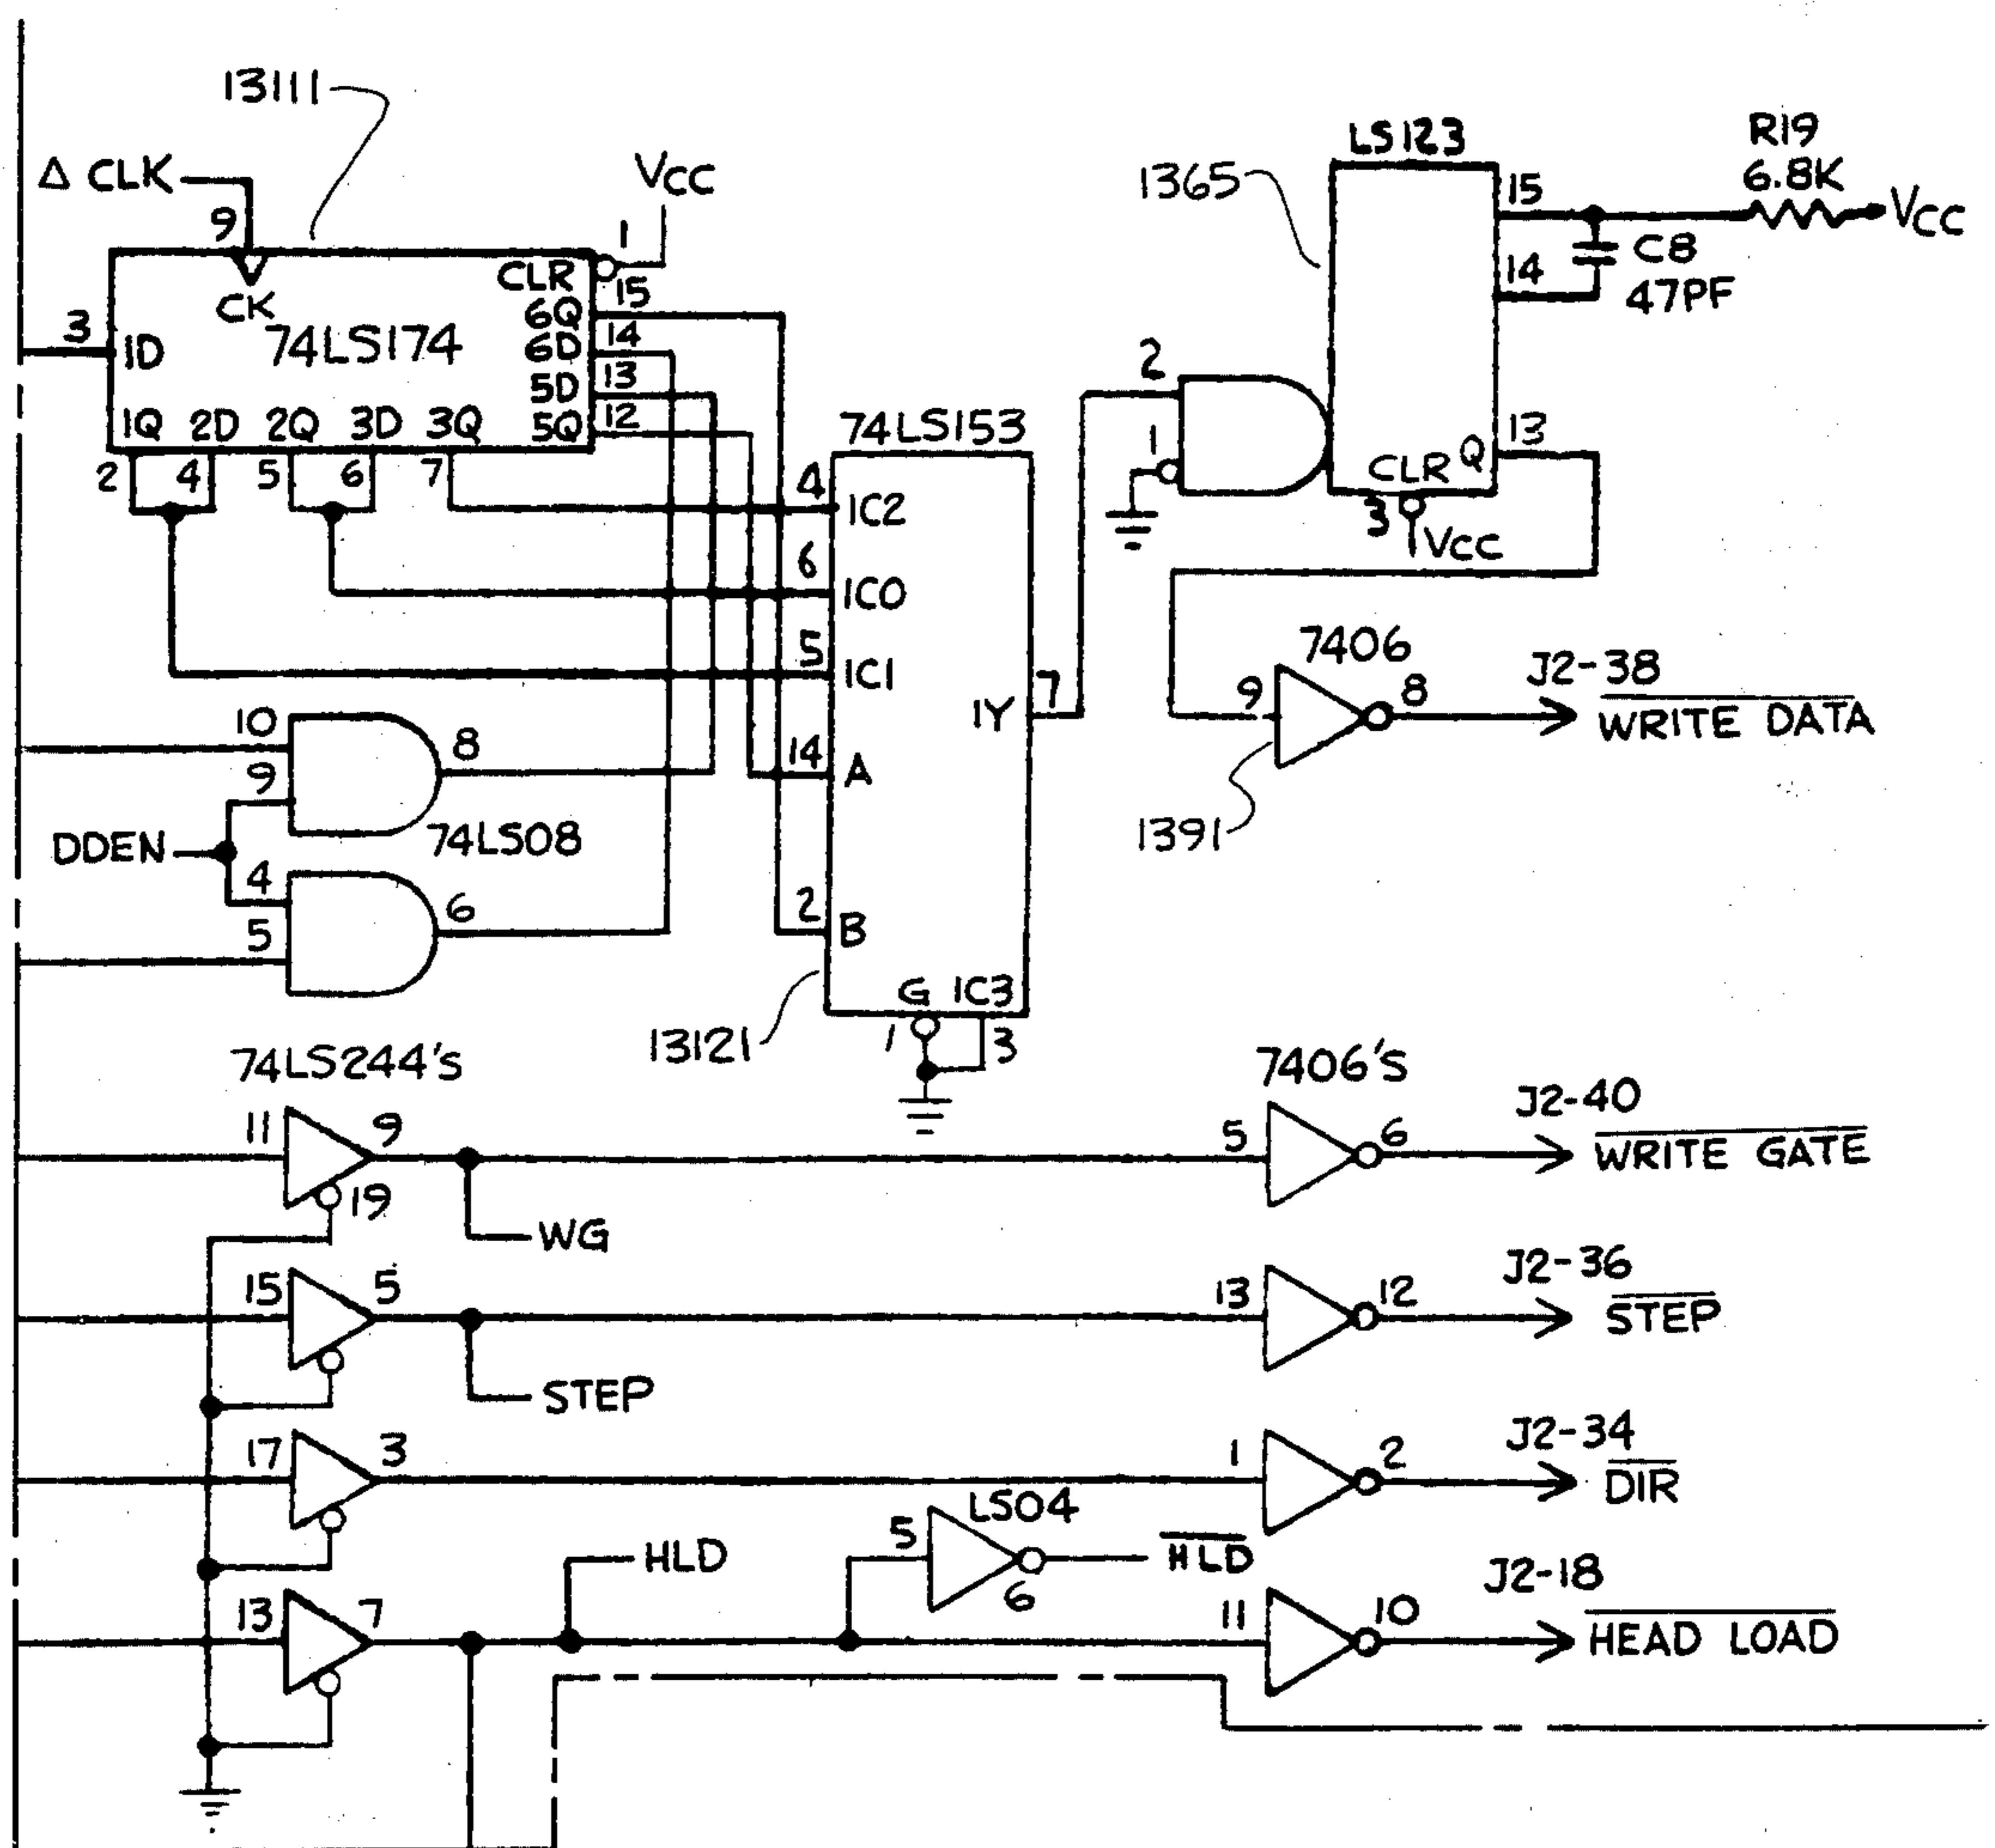 13111
Δ CLK
9
1
VCC
CLR
CK
74LS174
3
1D
15
6Q
14
6D
13
5D
12
5Q
1Q 2D 2Q 3D 3Q
2 4 5 6 7
LS123
1365
R19
6.8K
VCC
15
14
C8
47PF
2
1
13
Q
CLR
3
VCC
74LS153
4
1C2
6
1C0
5
1C1
14
A
2
B
1Y
7
G 1C3
1 3
13121
7406
9
8
J2-38
WRITE DATA
1391
10
9
8
74LS08
DDEN
4
5
6
74LS244's
7406's
11
9
19
WG
5
6
J2-40
WRITE GATE
15
5
STEP
13
12
J2-36
STEP
17
3
1
2
J2-34
DIR
LS04
5
6
HLD
HLD
13
7
11
10
J2-18
HEAD LOAD